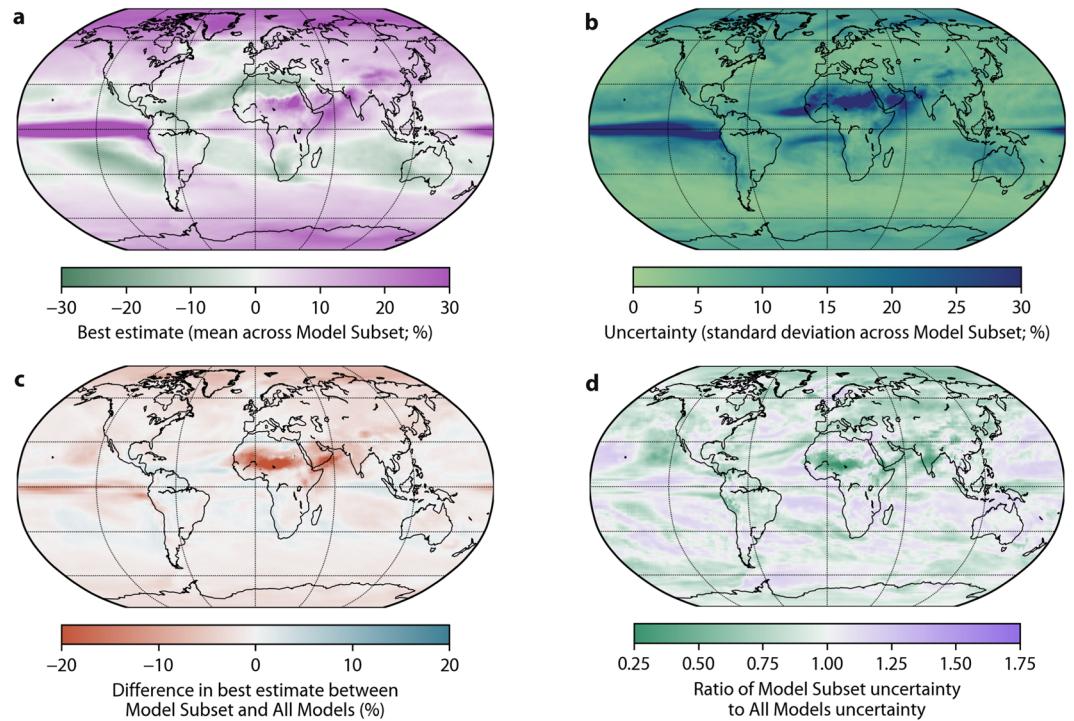 a
b
−30 −20 −10 0 10 20 30
Best estimate (mean across Model Subset; %)
0 5 10 15 20 25 30
Uncertainty (standard deviation across Model Subset; %)
c
d
−20 −10 0 10 20
Difference in best estimate between
Model Subset and All Models (%)
0.25 0.50 0.75 1.00 1.25 1.50 1.75
Ratio of Model Subset uncertainty
to All Models uncertainty